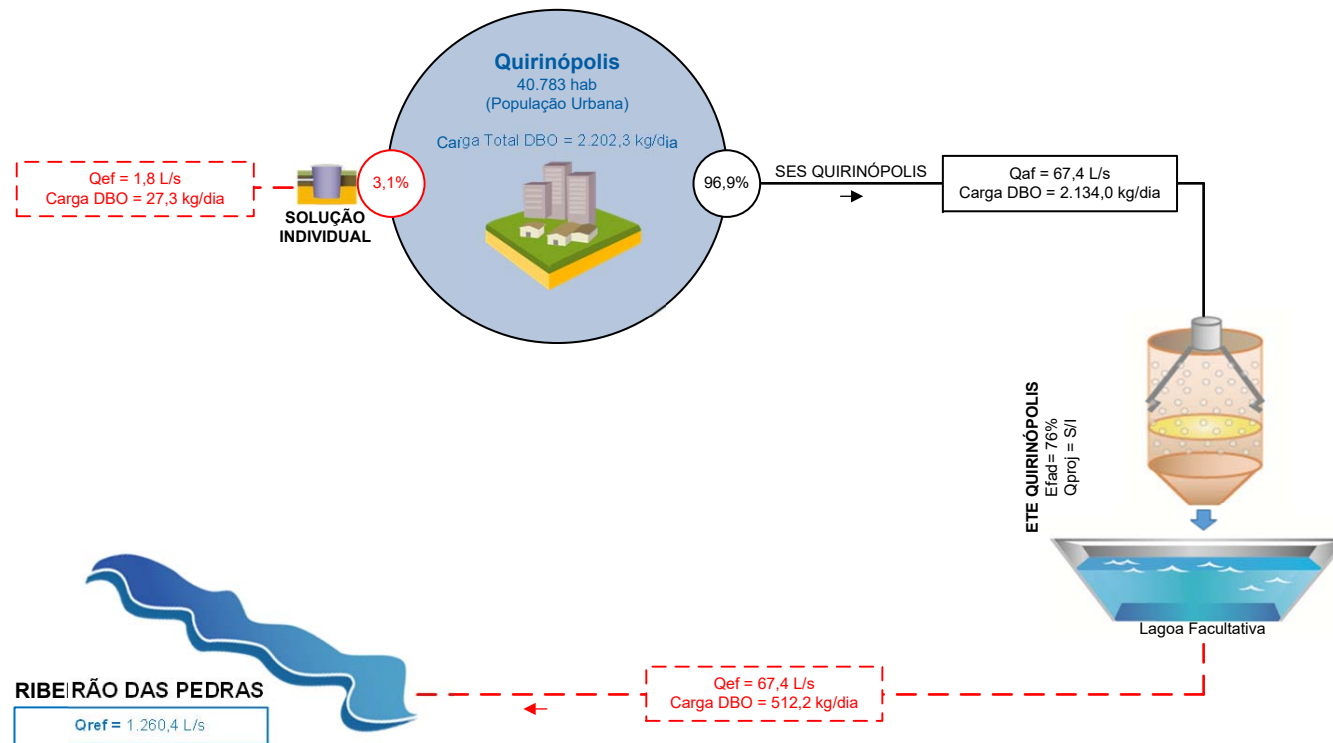 Quirinópolis
40.783 hab
(População Urbana)
Carga Total DBO = 2.202,3 kg/dia
Qef = 1,8 L/s
Carga DBO = 27,3 kg/dia
SOLUÇÃO
INDIVIDUAL
3,1%
96,9%
SES QUIRINÓPOLIS
Qaf = 67,4 L/s
Carga DBO = 2.134,0 kg/dia
ETE QUIRINÓPOLIS
Efad= 76%
Qproj = S/I
Lagoa Facultativa
Qef = 67,4 L/s
Carga DBO = 512,2 kg/dia
RIBEIRÃO DAS PEDRAS
Qref = 1.260,4 L/s